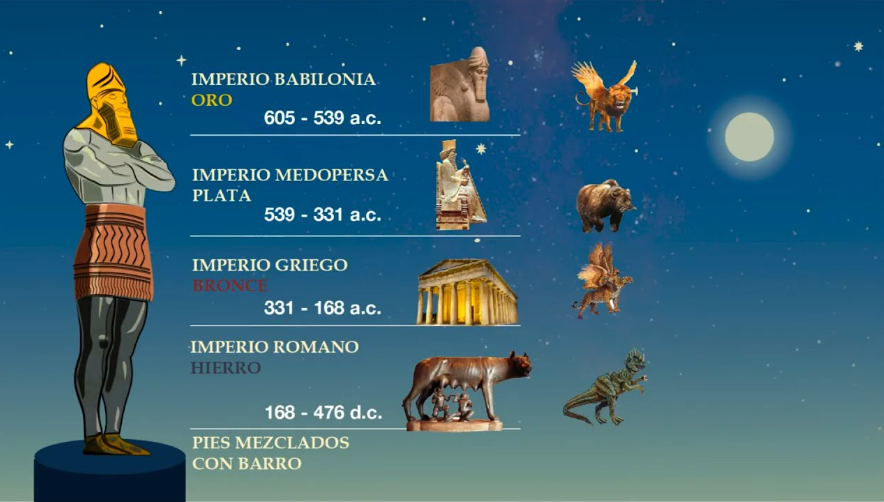 IMPERIO BABILONIA
ORO
605 - 539 a.c.
IMPERIO MEDOPERSA
PLATA
539 - 331 a.c.
IMPERIO GRIEGO
BRONCE
331 - 168 a.c.
IMPERIO ROMANO
HIERRO
168 - 476 d.c.
PIES MEZCLADOS
CON BARRO